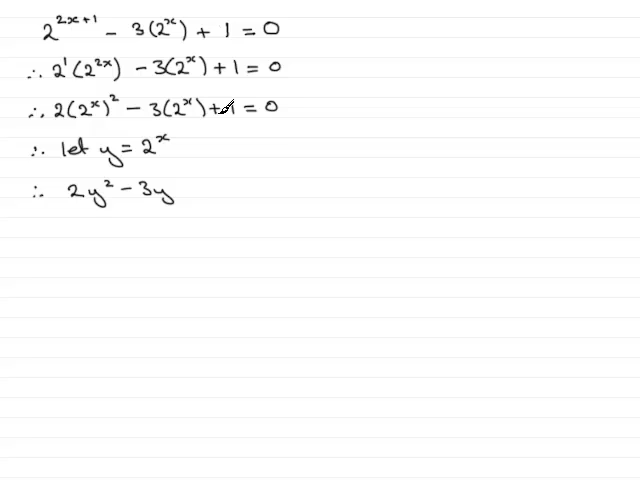 2^{2x+1} - 3(2^x) + 1 = 0
∴ 2^1(2^{2x}) - 3(2^x) + 1 = 0
∴ 2(2^x)^2 - 3(2^x) + 1 = 0
∴ let y = 2^x
∴ 2y^2 - 3y